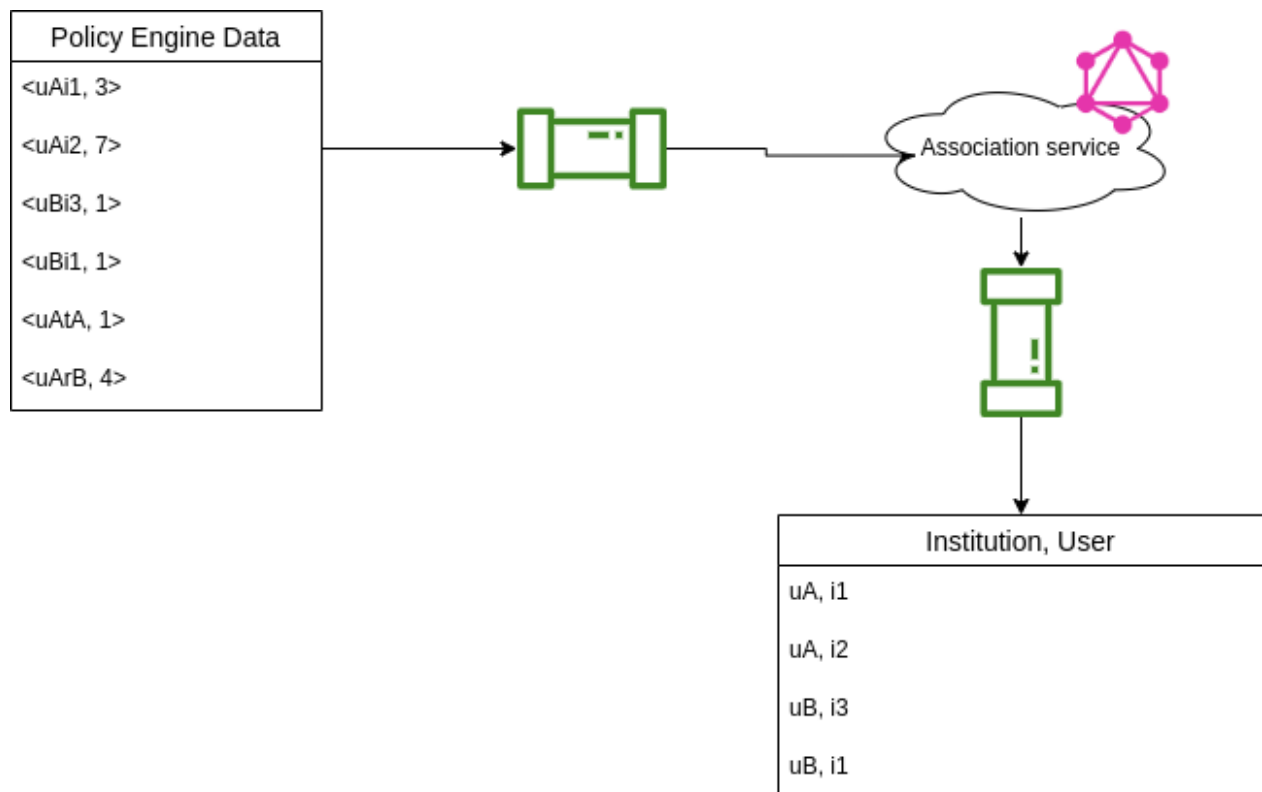 Policy Engine Data
<uAi1, 3>
<uAi2, 7>
<uBi3, 1>
<uBi1, 1>
<uAtA, 1>
<uArB, 4>
Association service
Institution, User
uA, i1
uA, i2
uB, i3
uB, i1